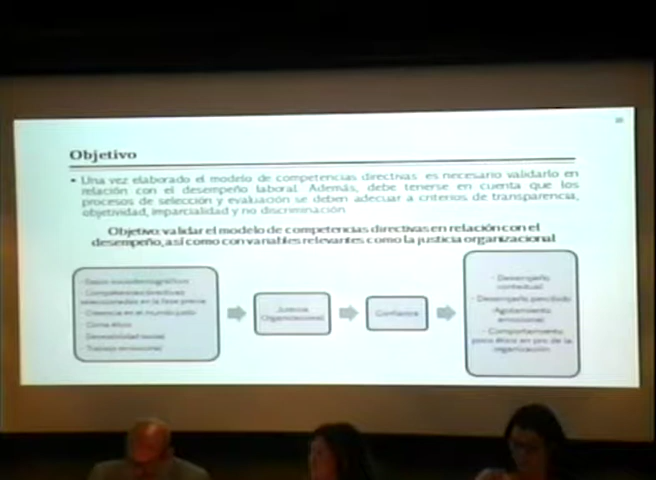 Objetivo
• Una vez elaborado el modelo de competencias directivas es necesario validarlo en
relación con el desempeño laboral. Además, debe tenerse en cuenta que los
procesos de selección y evaluación se deben adecuar a criterios de transparencia,
objetividad, imparcialidad y no discriminación
Objetivo: validar el modelo de competencias directivas en relación con el
desempeño, así como con variables relevantes como la justicia organizacional
Datos sociodemográficos
Competencias directivas
seleccionadas en la fase previa
Creencia en el mundo justo
Clima ético
Deseabilidad social
Trabajo emocional
Justicia
Organizacional
Confianza
- Desempeño
contextual
- Desempeño percibido
-Agotamiento
emocional
- Comportamiento
poco ético en pro de la
organización